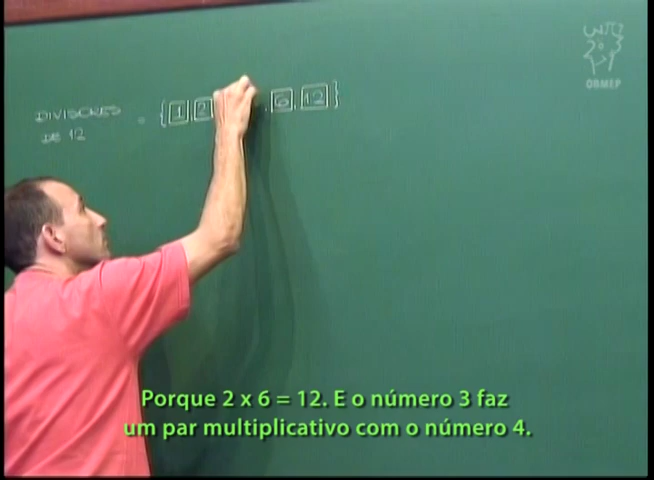 DIVISORES = { 1, 2 , 6, 12 }
DE 12
OBMEP
Porque 2 x 6 = 12. E o número 3 faz
um par multiplicativo com o número 4.